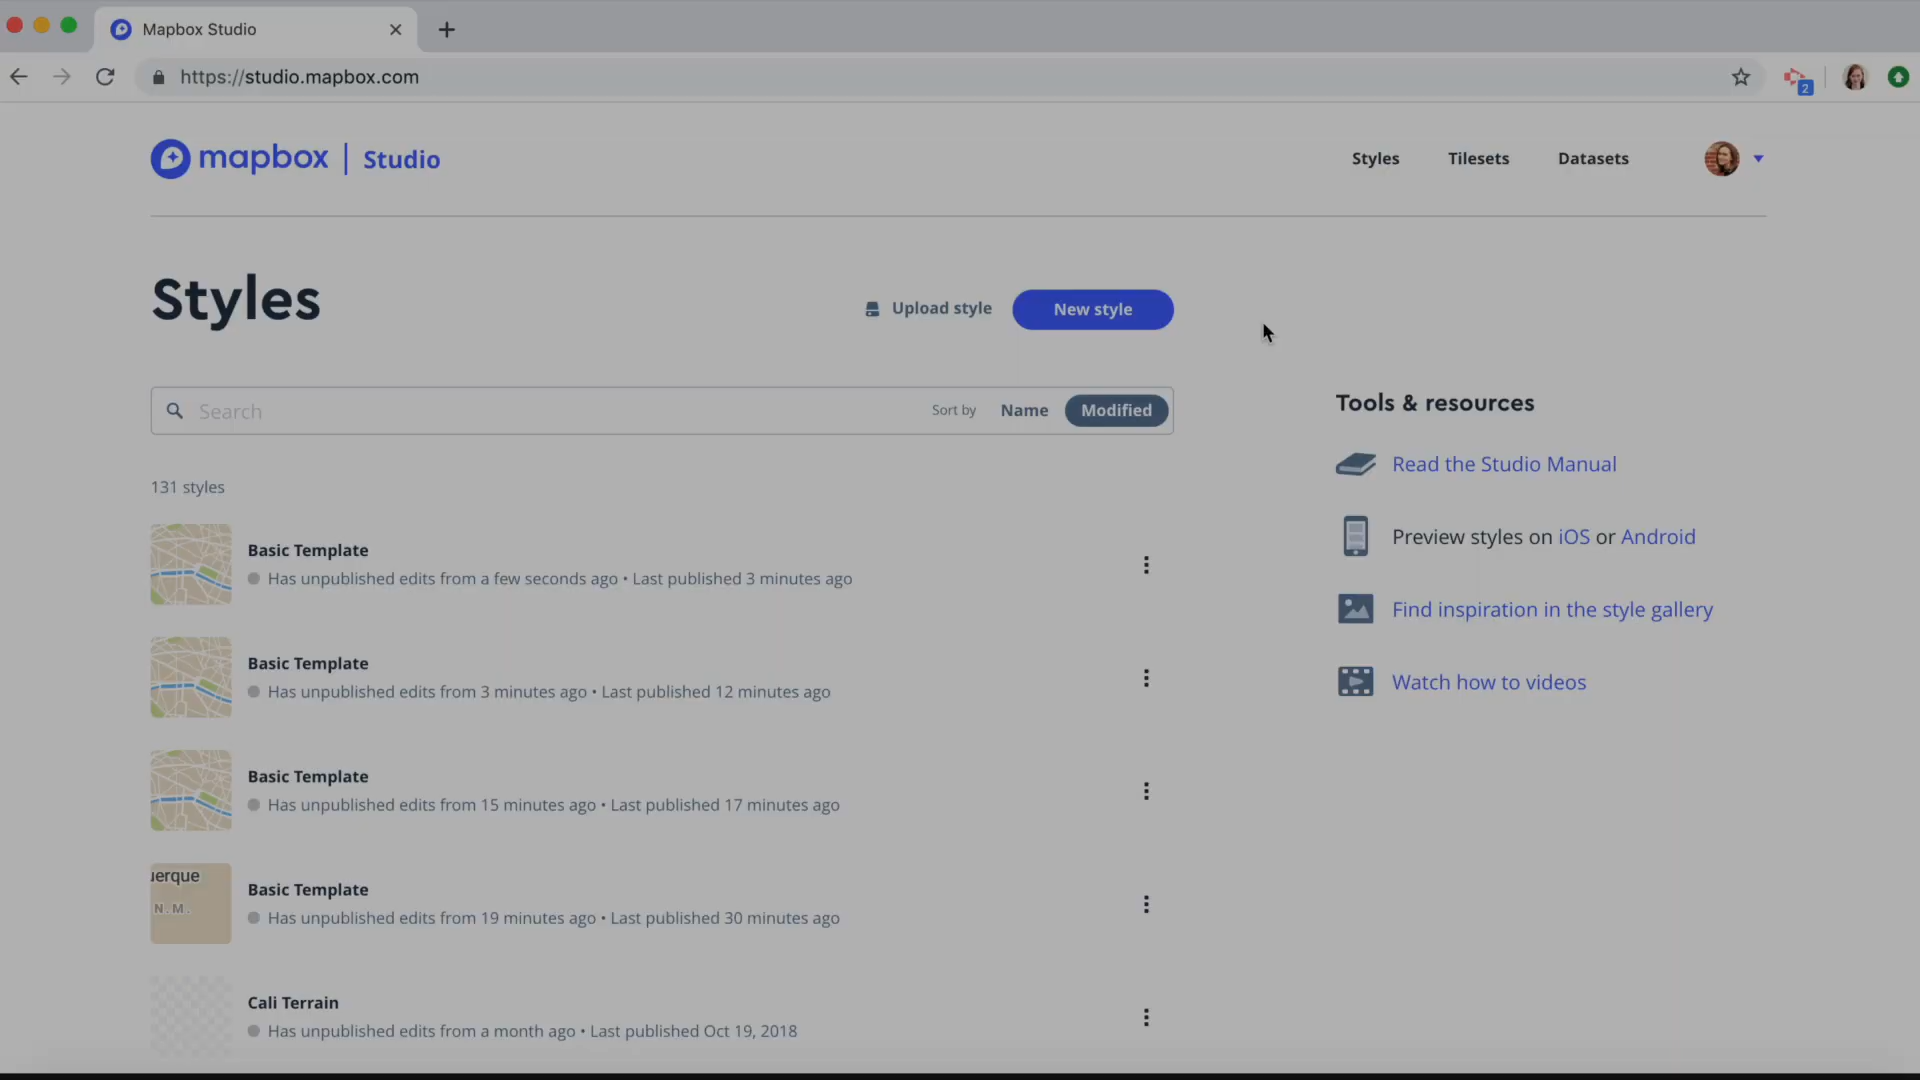 Mapbox Studio
https://studio.mapbox.com
2
mapbox | Studio
Styles Tilesets Datasets
Styles
Upload style New style
Search Sort by Name Modified
131 styles
Basic Template
Has unpublished edits from a few seconds ago • Last published 3 minutes ago
Basic Template
Has unpublished edits from 3 minutes ago • Last published 12 minutes ago
Basic Template
Has unpublished edits from 15 minutes ago • Last published 17 minutes ago
uerque
N. M.
Basic Template
Has unpublished edits from 19 minutes ago • Last published 30 minutes ago
Cali Terrain
Has unpublished edits from a month ago • Last published Oct 19, 2018
Tools & resources
Read the Studio Manual
Preview styles on iOS or Android
Find inspiration in the style gallery
Watch how to videos